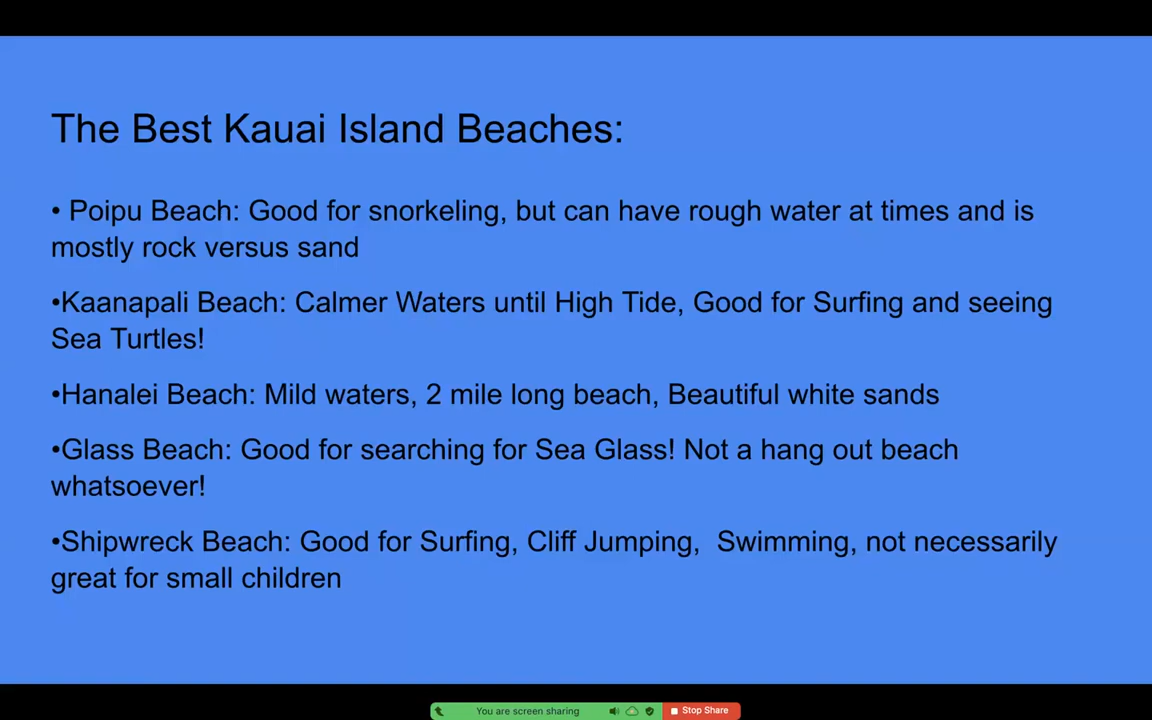 The Best Kauai Island Beaches:
• Poipu Beach: Good for snorkeling, but can have rough water at times and is
mostly rock versus sand
•Kaanapali Beach: Calmer Waters until High Tide, Good for Surfing and seeing
Sea Turtles!
•Hanalei Beach: Mild waters, 2 mile long beach, Beautiful white sands
•Glass Beach: Good for searching for Sea Glass! Not a hang out beach
whatsoever!
•Shipwreck Beach: Good for Surfing, Cliff Jumping,  Swimming, not necessarily
great for small children
You are screen sharing
Stop Share